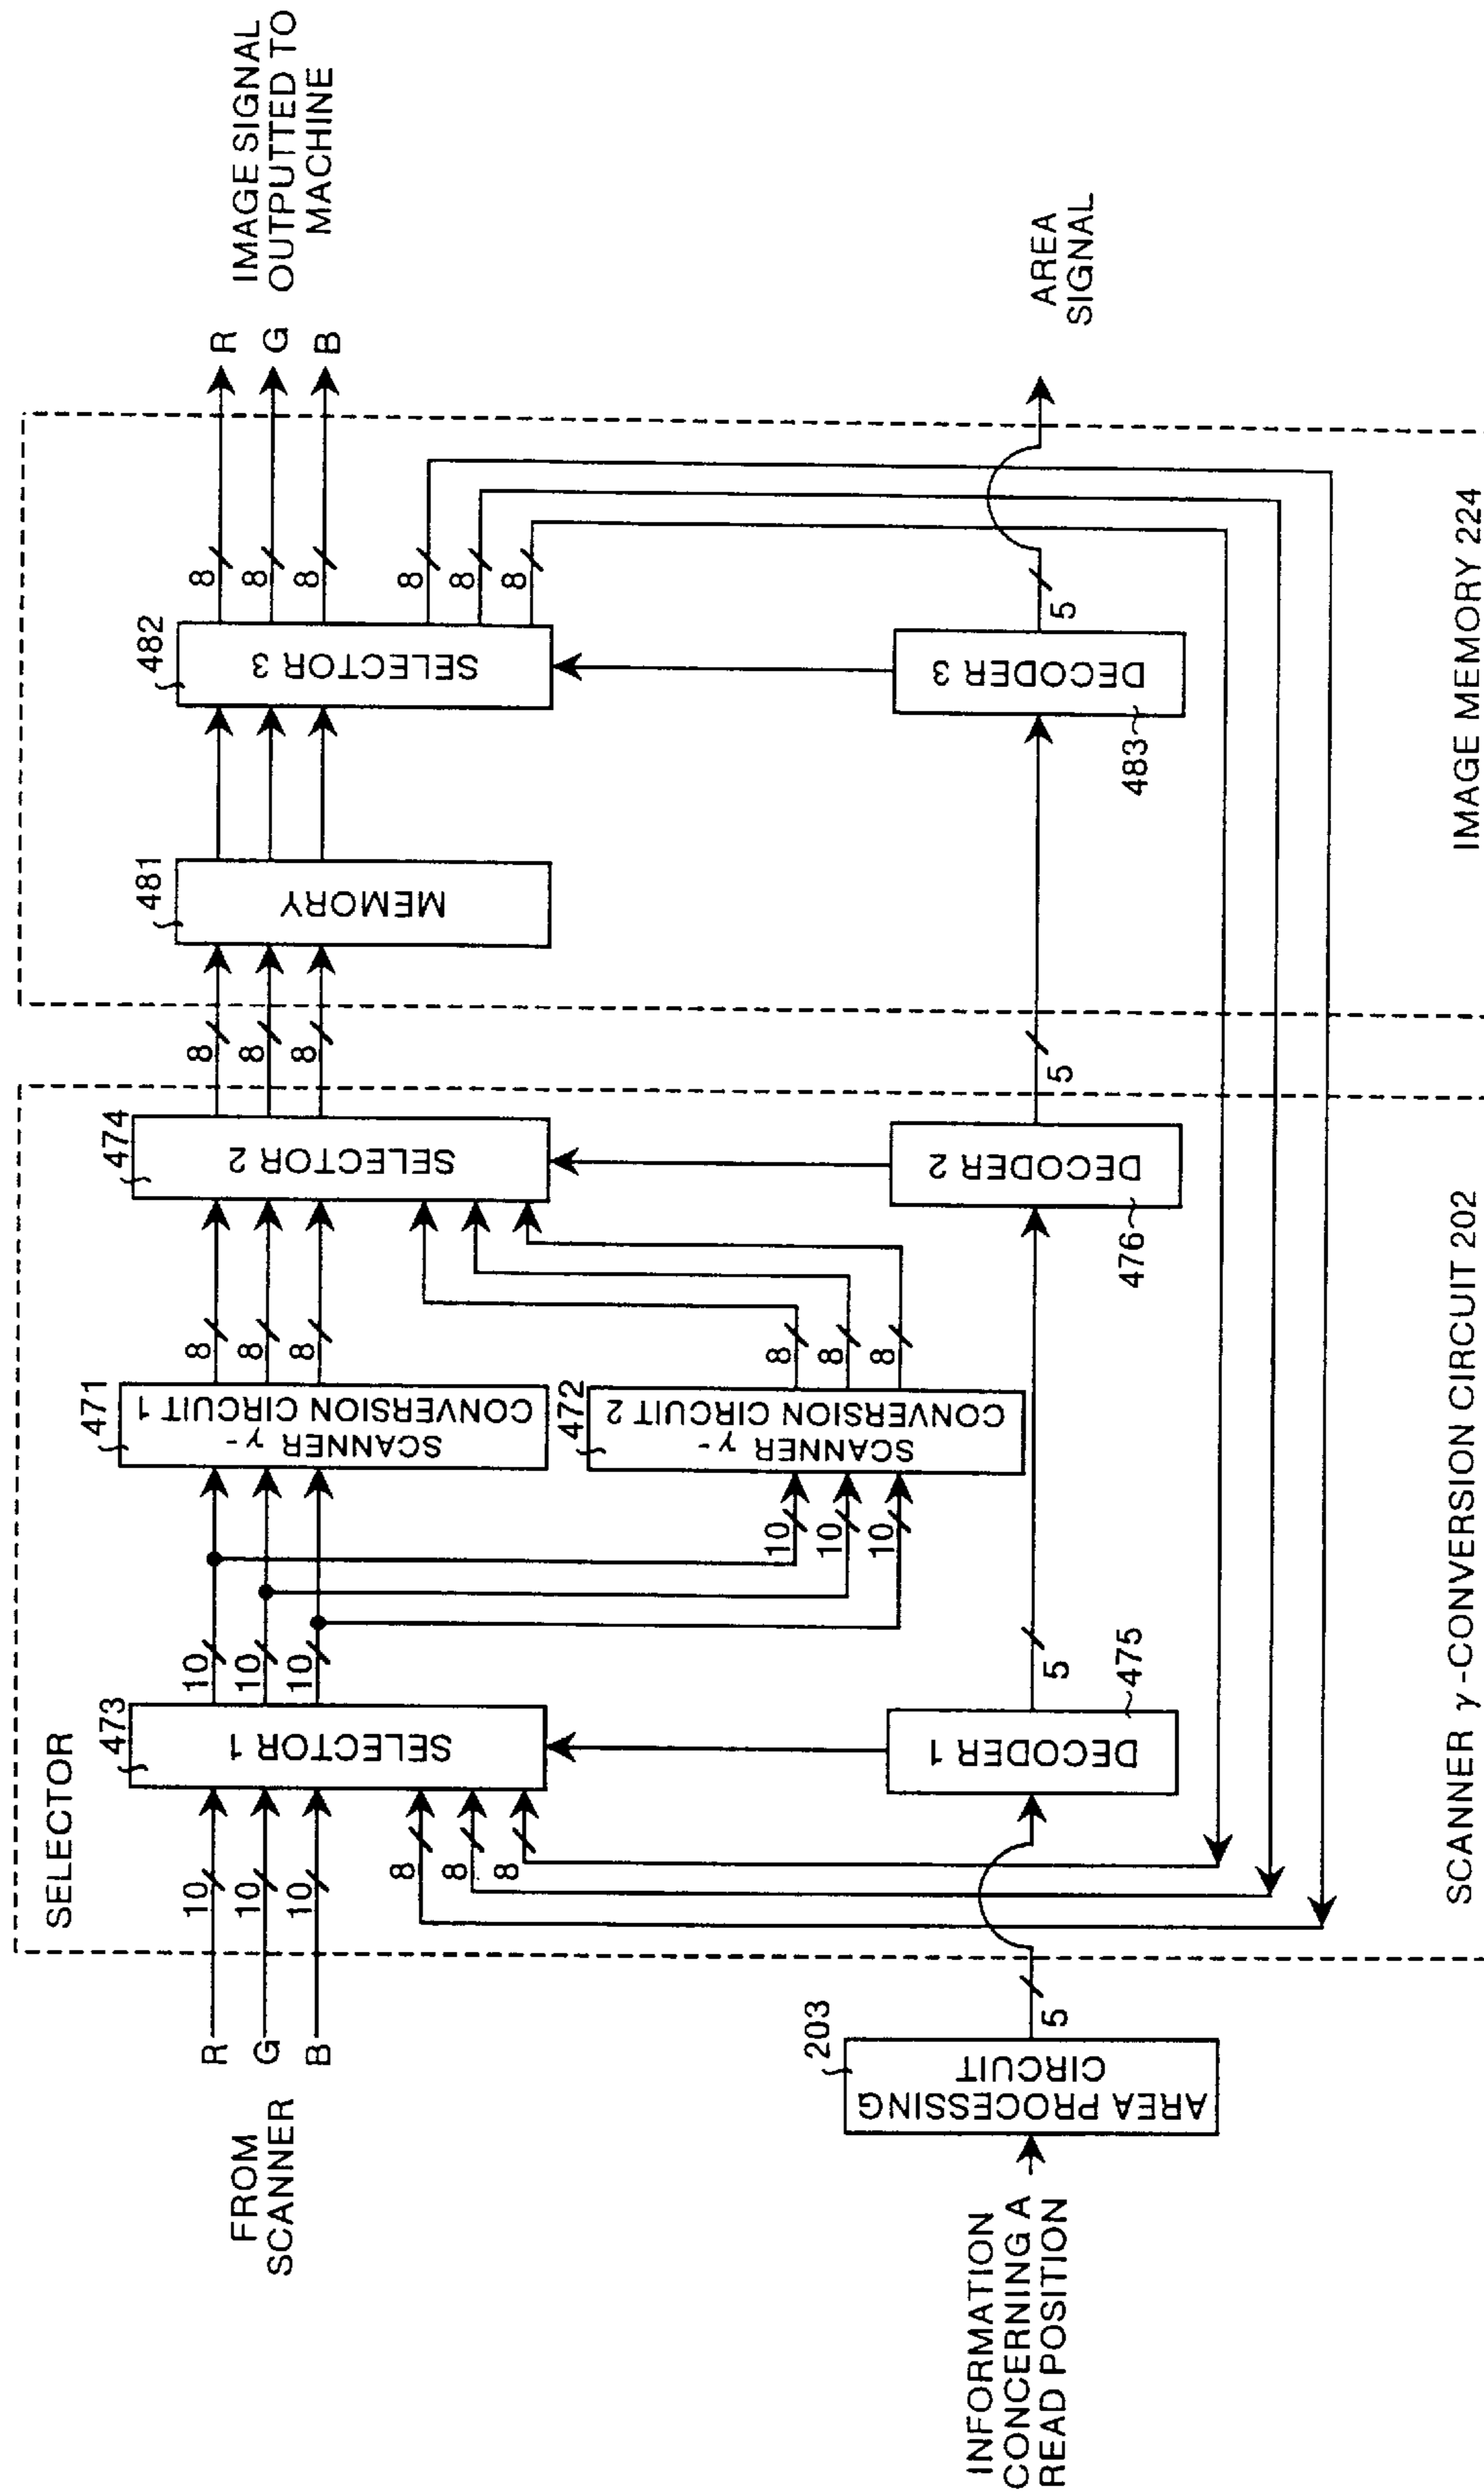 SELECTOR
FROM
SCANNER
R
G
B
10
10
10
8
8
8
473
SELECTOR 1
10
10
10
471
SCANNER γ-
CONVERSION CIRCUIT 1
8
8
8
10
10
10
472
SCANNER γ-
CONVERSION CIRCUIT 2
8
8
8
474
SELECTOR 2
8
8
8
481
MEMORY
482
SELECTOR 3
8
8
8
8
8
8
R
G
B
IMAGE SIGNAL
OUTPUTTED TO
MACHINE
INFORMATION
CONCERNING A
READ POSITION
203
AREA PROCESSING
CIRCUIT
5
DECODER 1
475
5
DECODER 2
476
5
DECODER 3
483
5
AREA
SIGNAL
SCANNER γ-CONVERSION CIRCUIT 202
IMAGE MEMORY 224